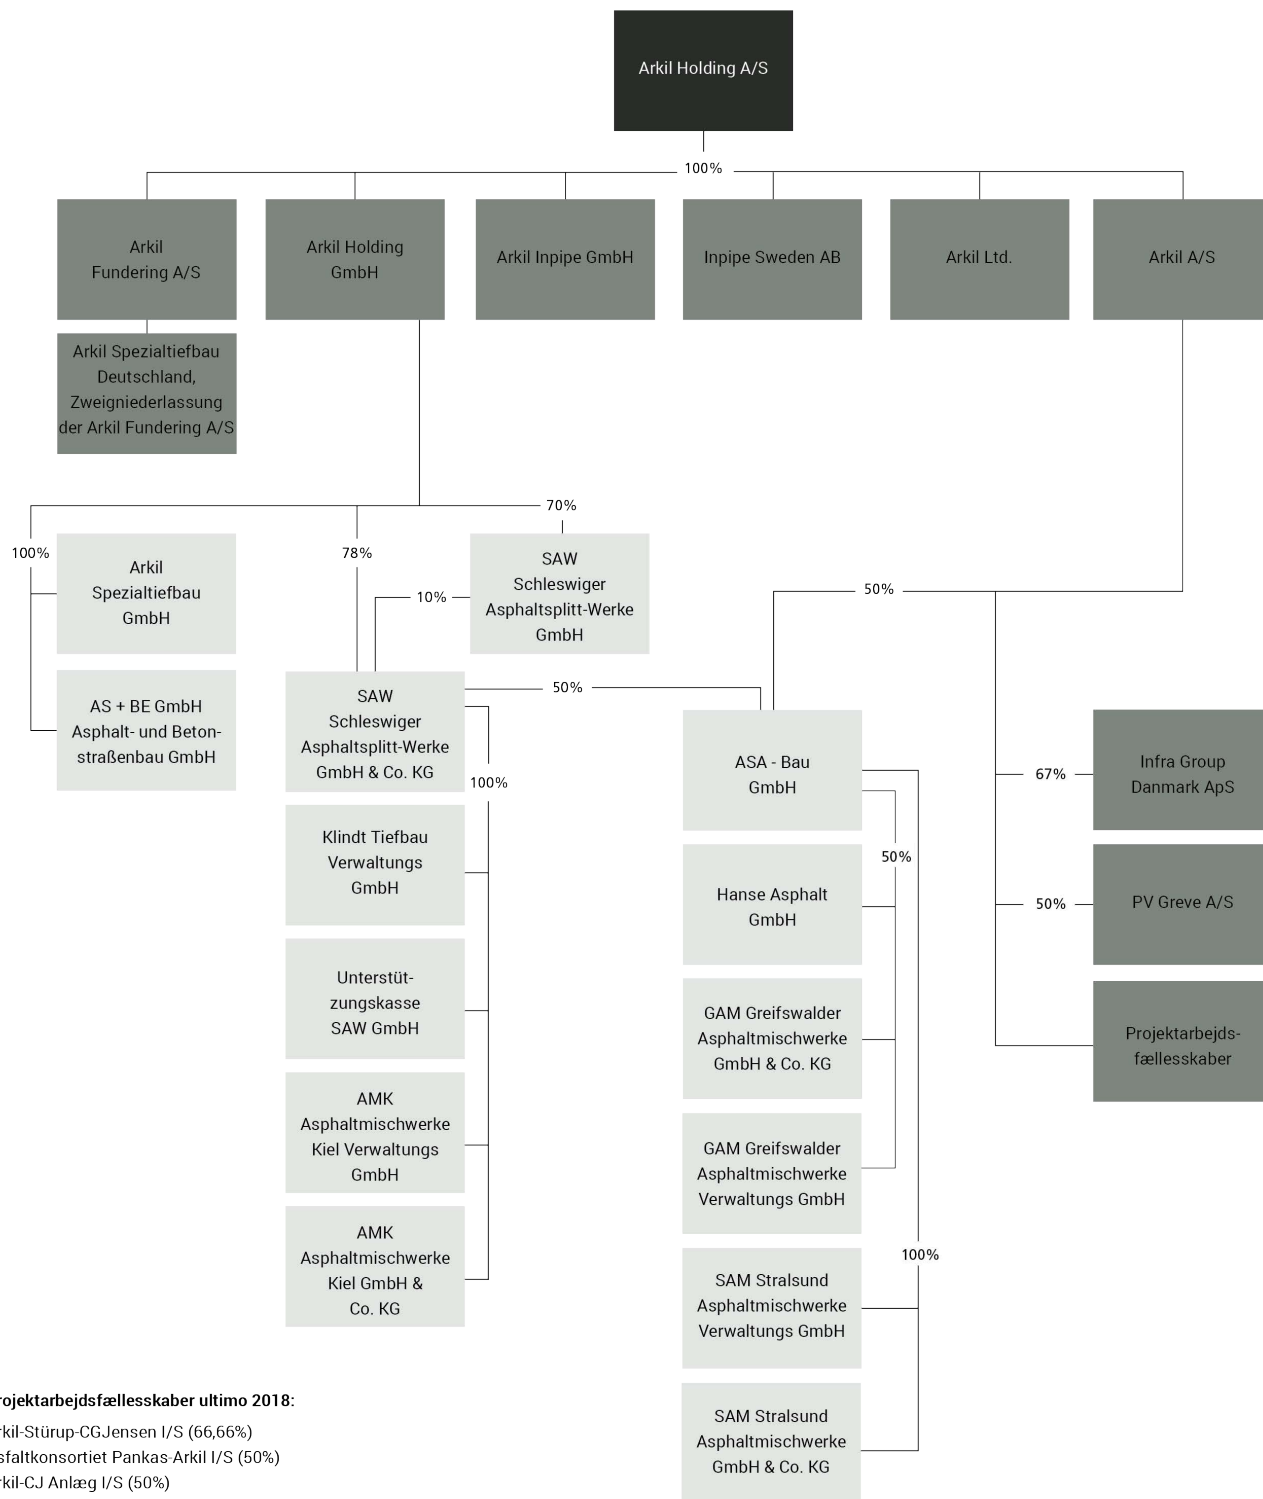 Arkil Holding A/S
100%
Arkil
Fundering A/S
Arkil Holding
GmbH
Arkil Inpipe GmbH
Inpipe Sweden AB
Arkil Ltd.
Arkil A/S
Arkil Spezialtiefbau
Deutschland,
Zweigniederlassung
der Arkil Fundering A/S
70%
100%
78%
Arkil
Spezialtiefbau
GmbH
SAW
Schleswiger
Asphaltsplitt-Werke
GmbH
10%
50%
AS + BE GmbH
Asphalt- und Beton-
straßenbau GmbH
SAW
Schleswiger
Asphaltsplitt-Werke
GmbH & Co. KG
50%
100%
ASA - Bau
GmbH
67%
Infra Group
Danmark ApS
Klindt Tiefbau
Verwaltungs
GmbH
50%
Hanse Asphalt
GmbH
50%
PV Greve A/S
Unterstüt-
zungskasse
SAW GmbH
GAM Greifswalder
Asphaltmischwerke
GmbH & Co. KG
Projektarbejds-
fællesskaber
AMK
Asphaltmischwerke
Kiel Verwaltungs
GmbH
GAM Greifswalder
Asphaltmischwerke
Verwaltungs GmbH
AMK
Asphaltmischwerke
Kiel GmbH &
Co. KG
100%
SAM Stralsund
Asphaltmischwerke
Verwaltungs GmbH
SAM Stralsund
Asphaltmischwerke
GmbH & Co. KG
rojektarbejdsfællesskaber ultimo 2018:
rkil-Stürup-CGJensen I/S (66,66%)
sfaltkonsortiet Pankas-Arkil I/S (50%)
rkil-CJ Anlæg I/S (50%)